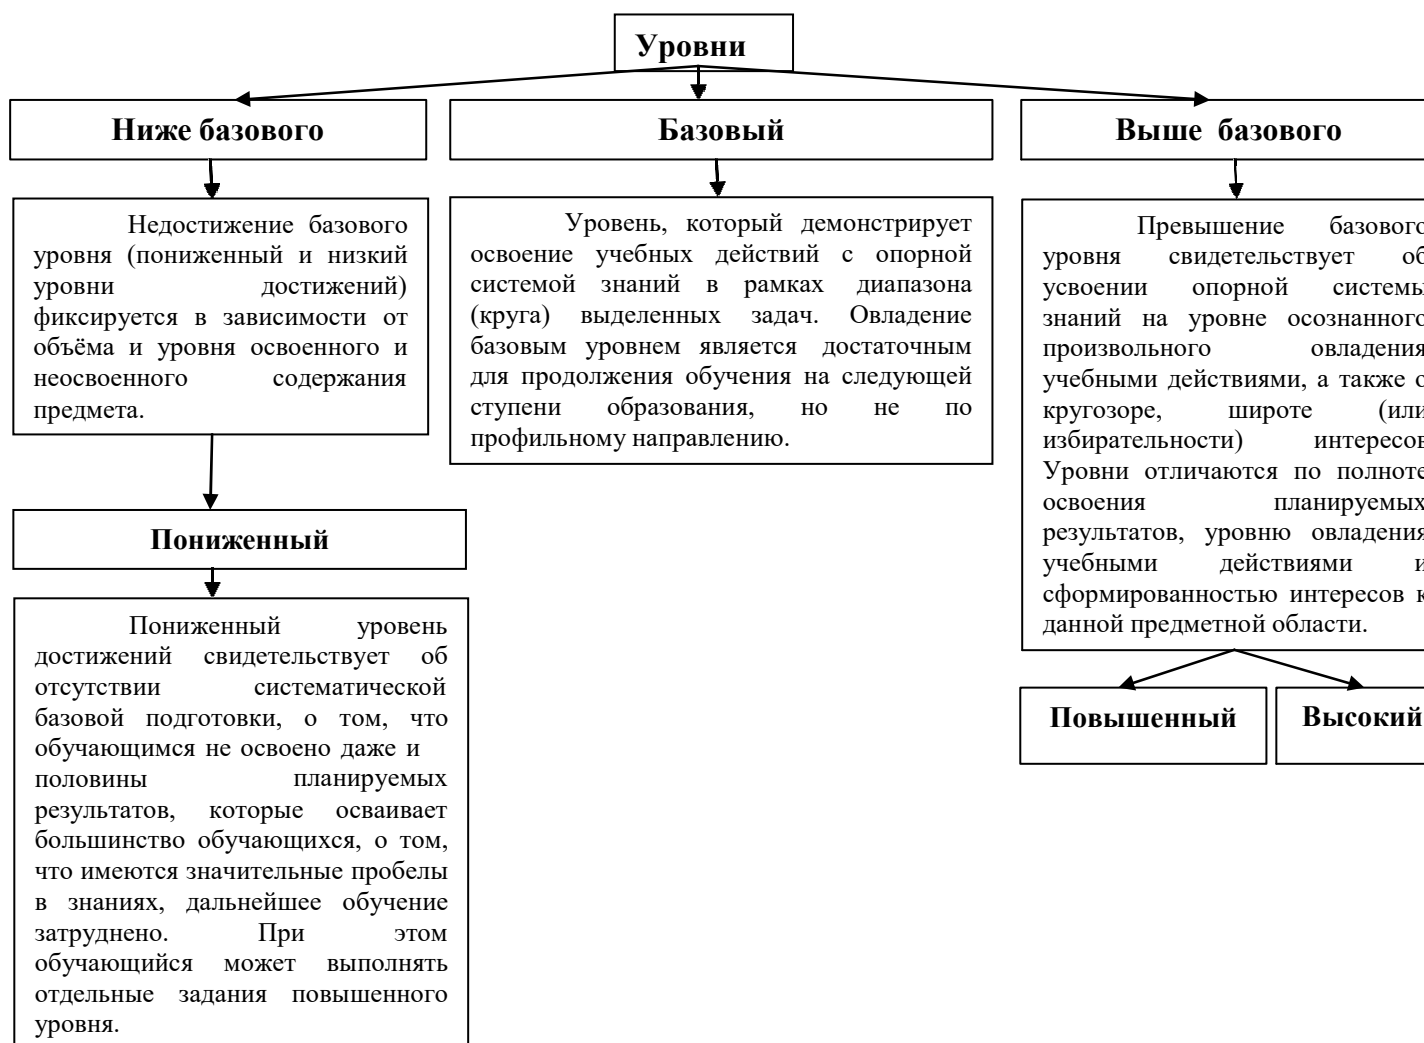 Уровни
Ниже базового
Базовый
Выше базового
Недостижение базового
уровня (пониженный и низкий
уровни достижений)
фиксируется в зависимости от
объёма и уровня освоенного и
неосвоенного содержания
предмета.
Уровень, который демонстрирует
освоение учебных действий с опорной
системой знаний в рамках диапазона
(круга) выделенных задач. Овладение
базовым уровнем является достаточным
для продолжения обучения на следующей
ступени образования, но не по
профильному направлению.
Превышение базового
уровня свидетельствует об
усвоении опорной системы
знаний на уровне осознанного
произвольного овладения
учебными действиями, а также о
кругозоре, широте (или
избирательности) интересов
Уровни отличаются по полноте
освоения планируемых
результатов, уровню овладения
учебными действиями и
сформированностью интересов к
данной предметной области.
Пониженный
Пониженный уровень
достижений свидетельствует об
отсутствии систематической
базовой подготовки, о том, что
обучающимся не освоено даже и
половины планируемых
результатов, которые осваивает
большинство обучающихся, о том,
что имеются значительные пробелы
в знаниях, дальнейшее обучение
затруднено. При этом
обучающийся может выполнять
отдельные задания повышенного
уровня.
Повышенный
Высокий